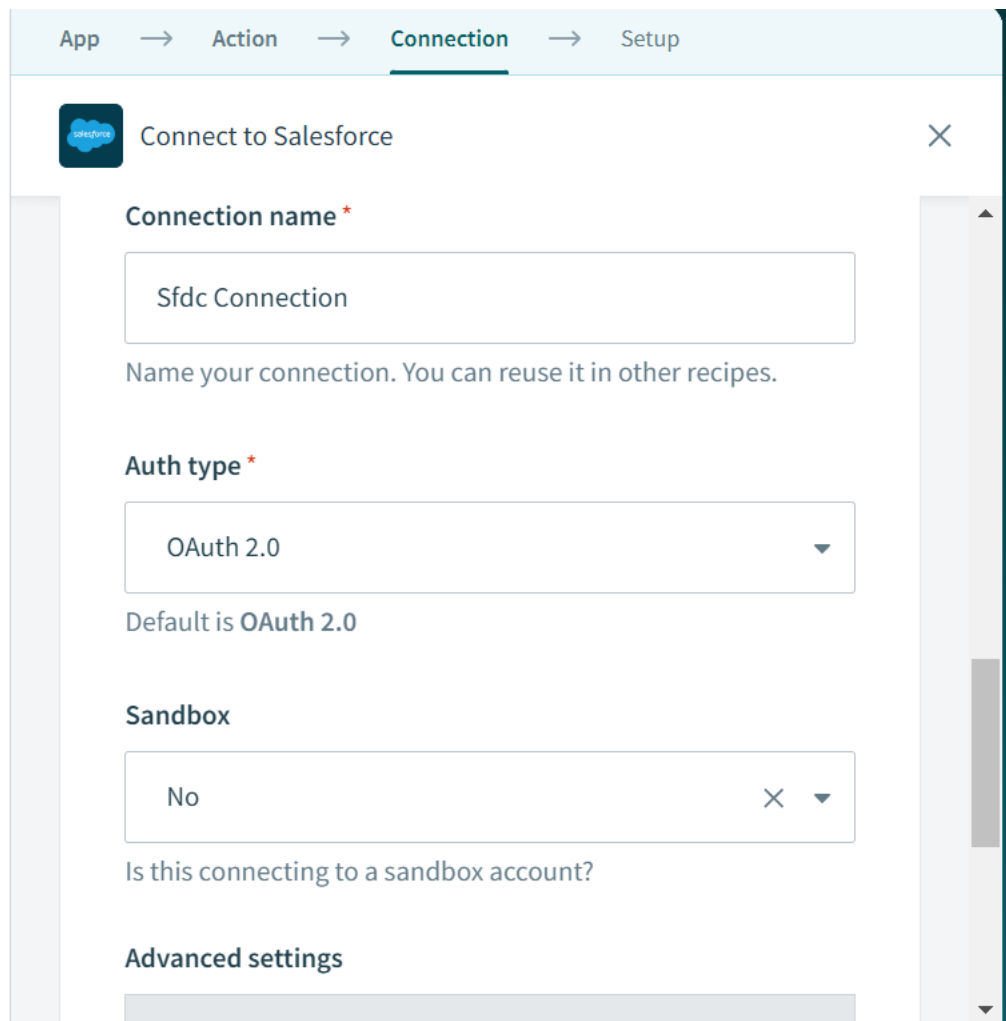 App → Action → Connection → Setup
salesforce
Connect to Salesforce
Connection name *
Sfdc Connection
Name your connection. You can reuse it in other recipes.
Auth type *
OAuth 2.0
Default is OAuth 2.0
Sandbox
No
Is this connecting to a sandbox account?
Advanced settings